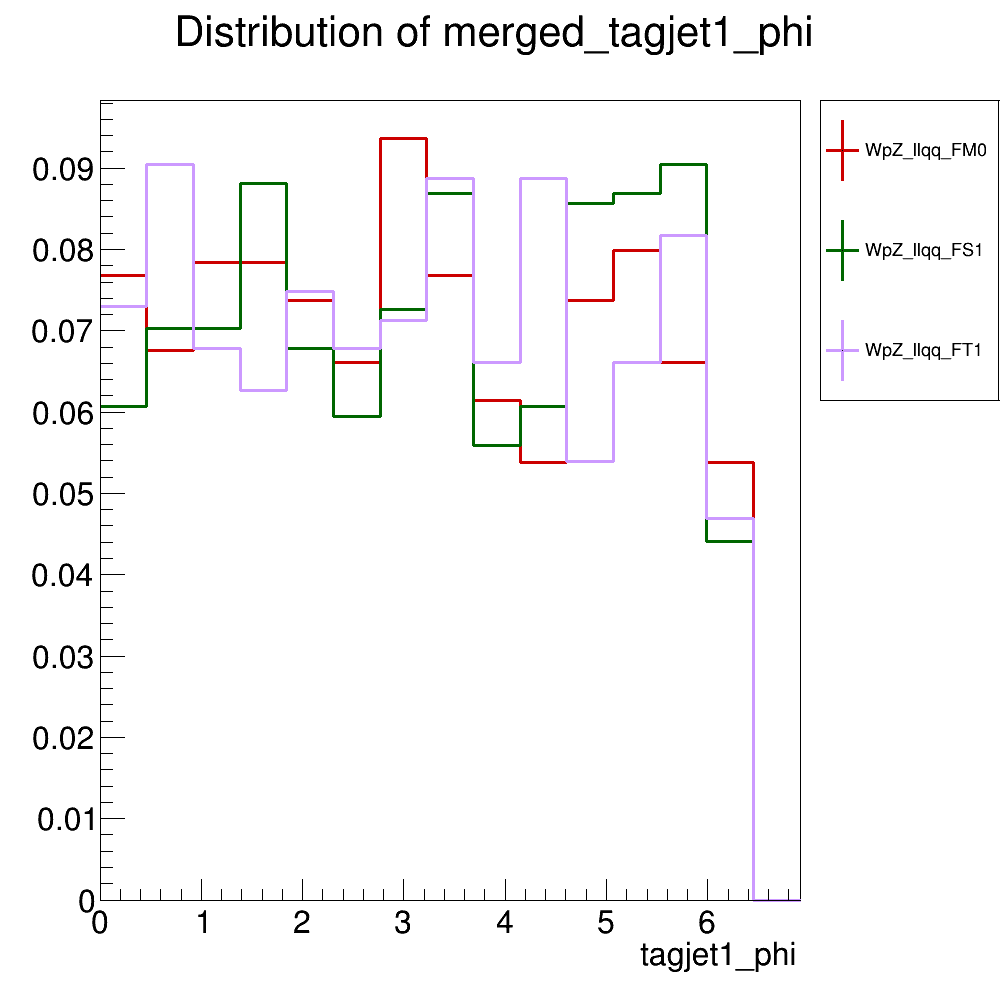 Distribution of merged_tagjet1_phi
WpZ_llqq_FM0
WpZ_llqq_FS1
WpZ_llqq_FT1
0.09
0.08
0.07
0.06
0.05
0.04
0.03
0.02
0.01
0
0 1 2 3 4 5 6
tagjet1_phi